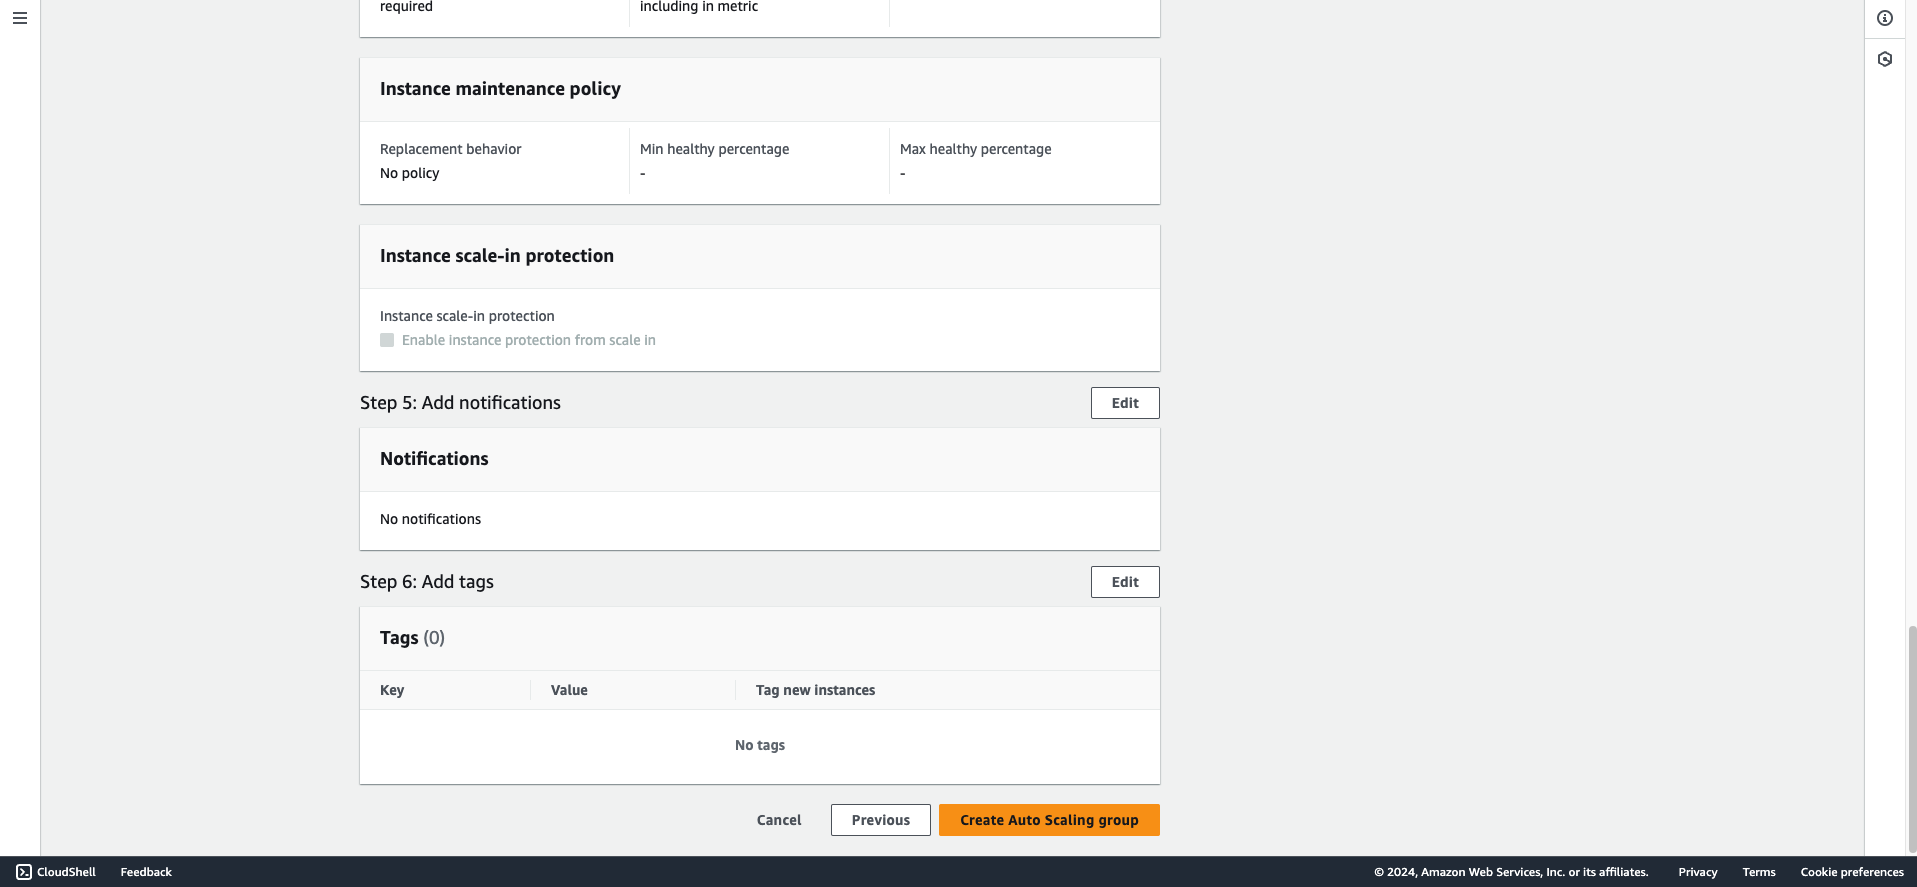 required
including in metric
Instance maintenance policy
Replacement behavior
Min healthy percentage
Max healthy percentage
No policy
-
-
Instance scale-in protection
Instance scale-in protection
Enable instance protection from scale in
Step 5: Add notifications
Edit
Notifications
No notifications
Step 6: Add tags
Edit
Tags (0)
Key
Value
Tag new instances
No tags
Cancel
Previous
Create Auto Scaling group
CloudShell
Feedback
© 2024, Amazon Web Services, Inc. or its affiliates.
Privacy
Terms
Cookie preferences